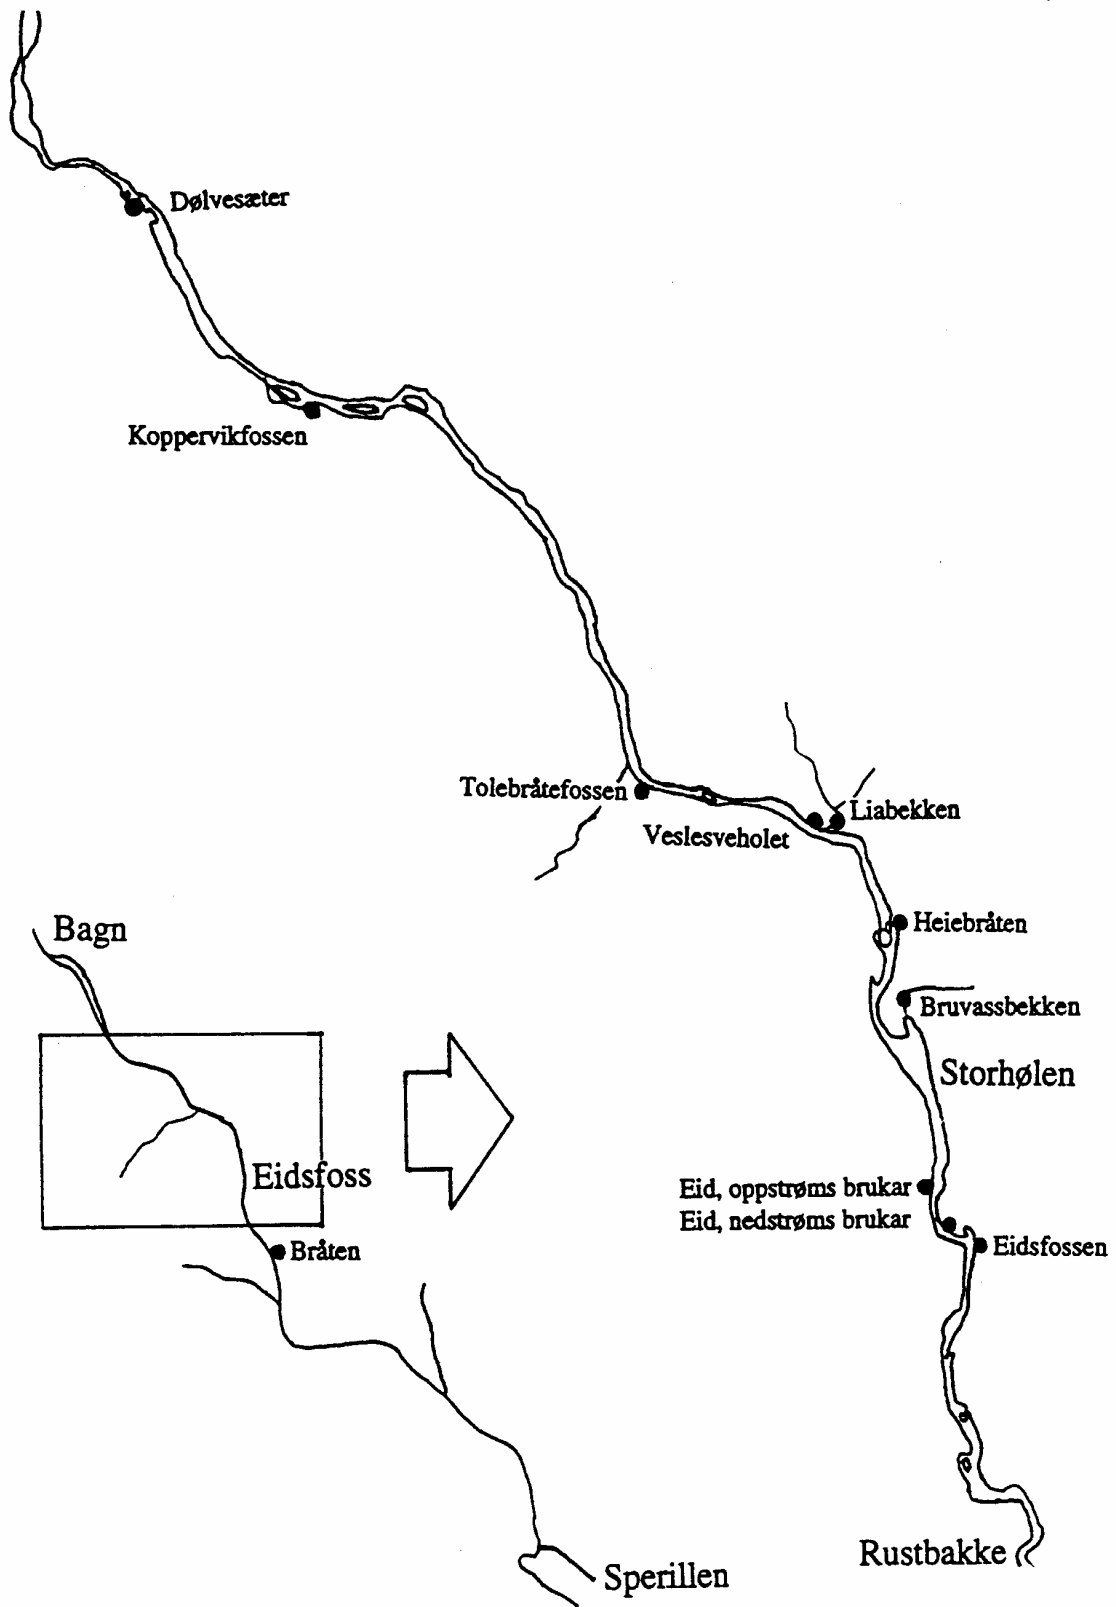 Dølvesæter
Koppervikfossen
Tolebråtefossen
Veslesveholet
Liabekken
Heiebråten
Bruvassbekken
Storhølen
Eid, oppstrøms brukar
Eid, nedstrøms brukar
Eidsfossen
Rustbakke
Bagn
Eidsfoss
Bråten
Sperillen